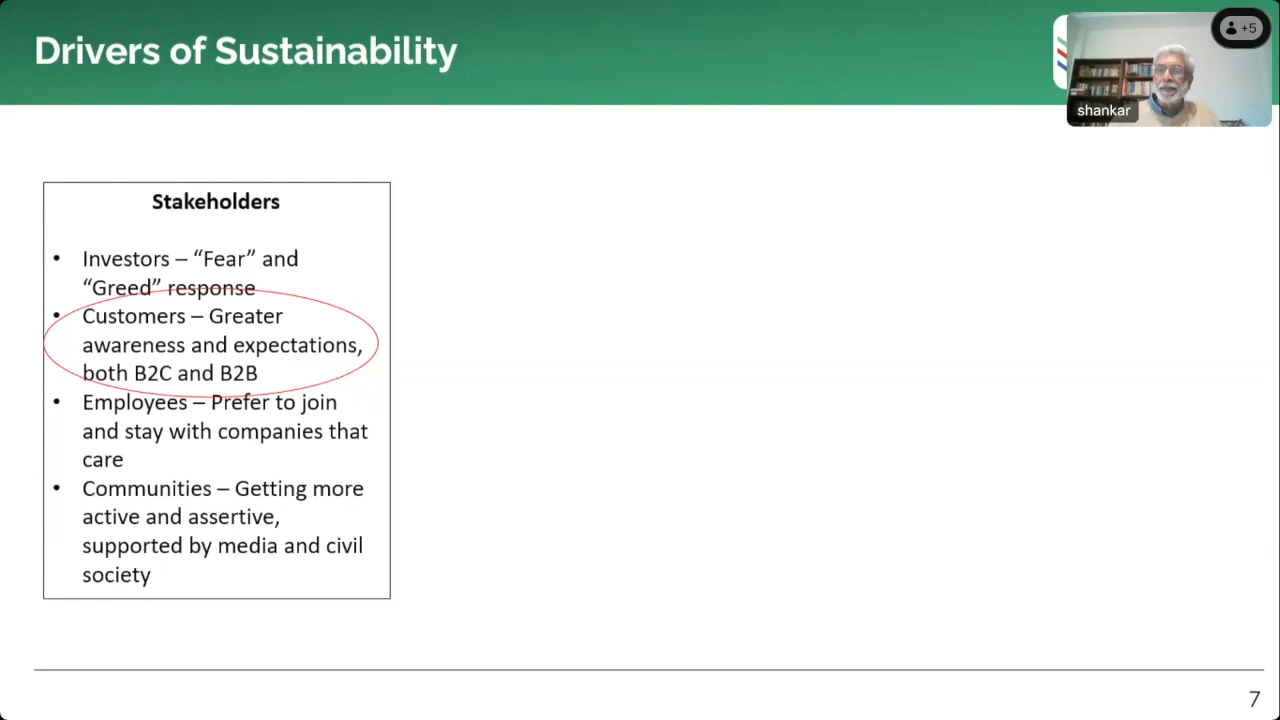 Drivers of Sustainability
+5
shankar
Stakeholders
• Investors – “Fear” and
“Greed” response
• Customers – Greater
awareness and expectations,
both B2C and B2B
• Employees – Prefer to join
and stay with companies that
care
• Communities – Getting more
active and assertive,
supported by media and civil
society
7